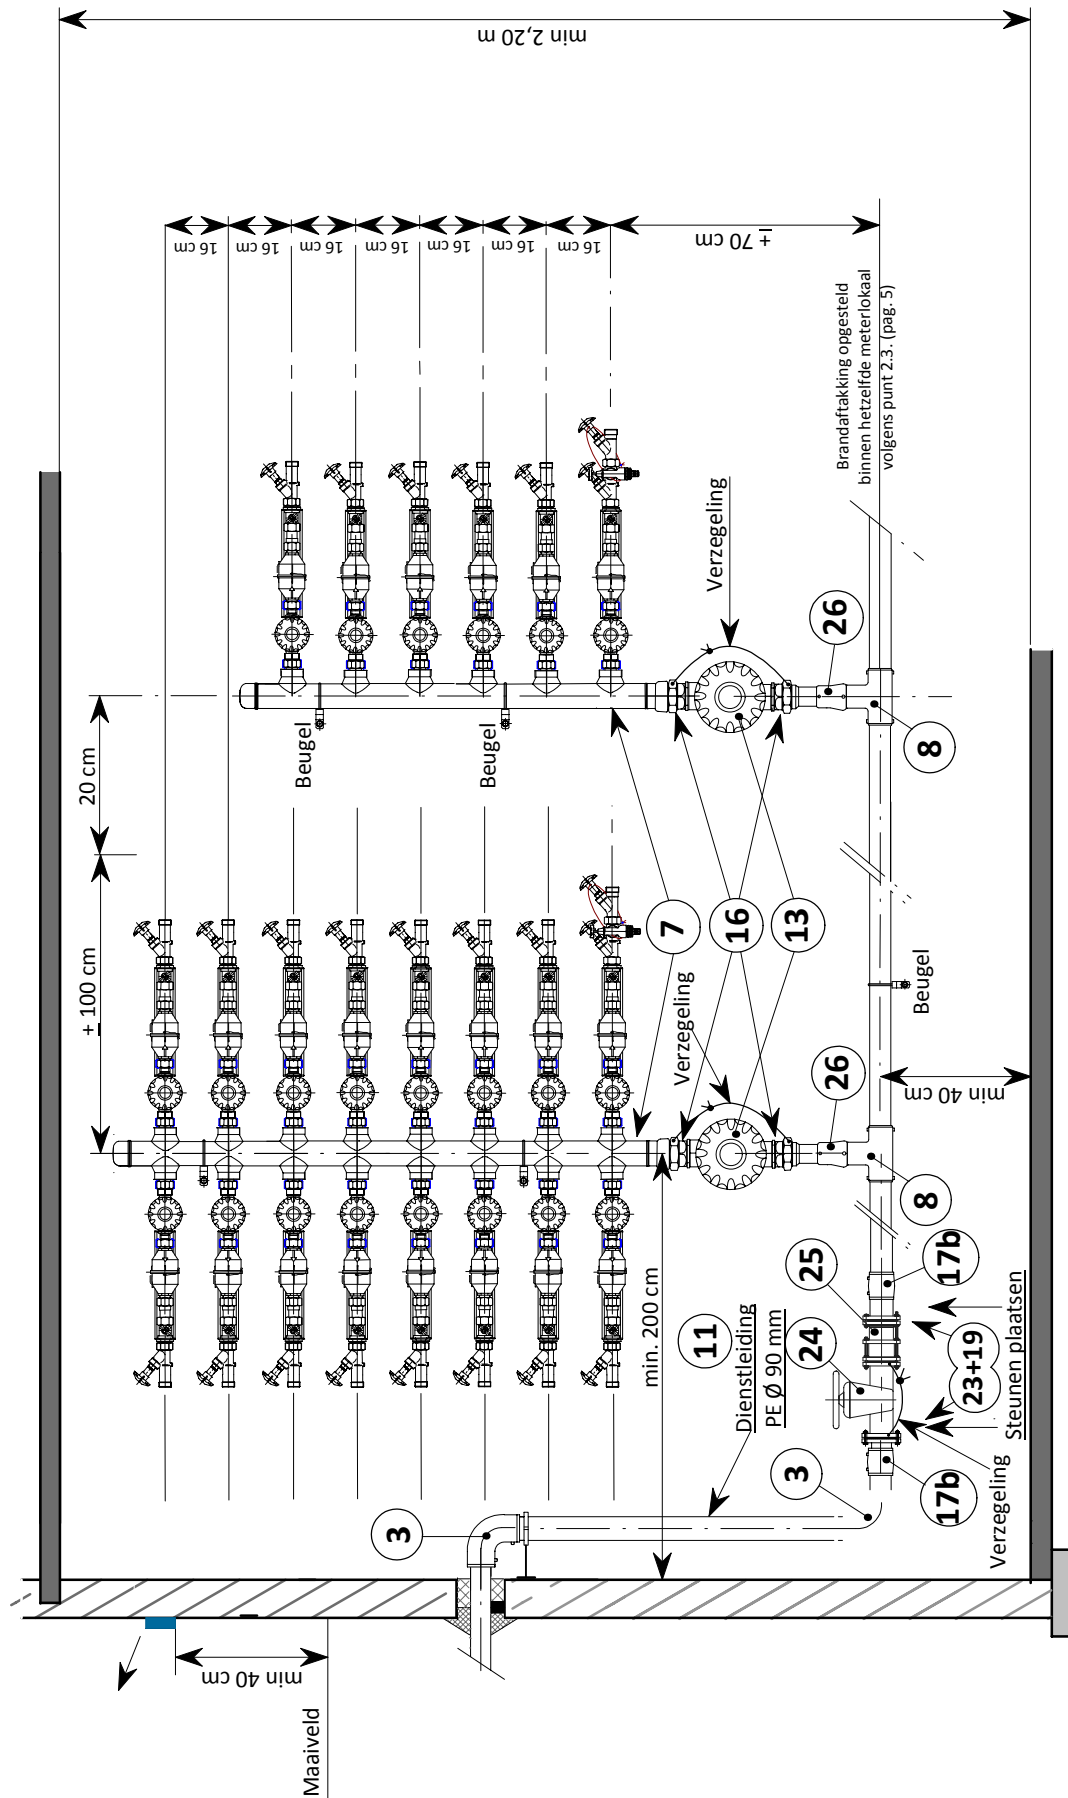 min 2,20 m
16 cm
16 cm
16 cm
16 cm
16 cm
16 cm
16 cm
± 70 cm
Brandaftakking opgesteld
binnen hetzelfde meterlokaal
volgens punt 2.3. (pag. 5)
20 cm
± 100 cm
Beugel
Beugel
Verzegeling
26
8
7
16
13
Verzegeling
Beugel
min 40 cm
26
8
min. 200 cm
11
Dienstleiding
PE Ø 90 mm
25
24
17b
23+19
Steunen plaatsen
3
3
17b
Verzegeling
min 40 cm
Maaiveld